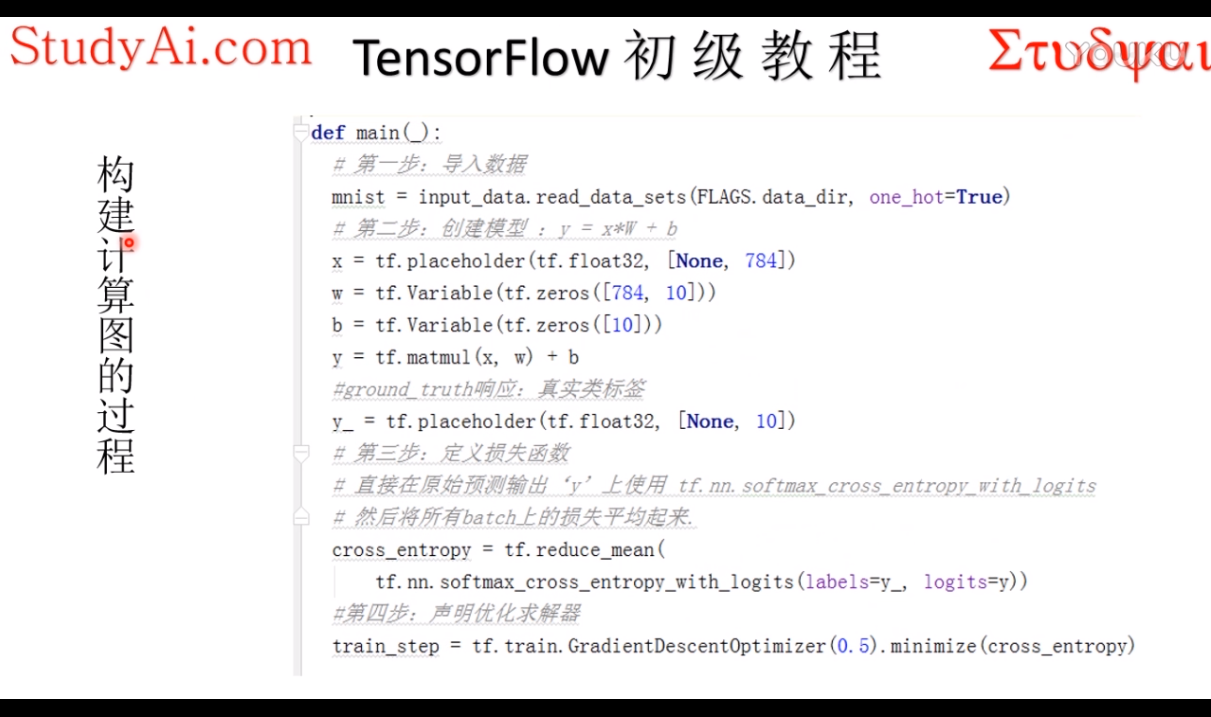 StudyAi.com
TensorFlow 初 级 教 程
Στυδψαι
构建计算图的过程
def main(_):
# 第一步：导入数据
mnist = input_data.read_data_sets(FLAGS.data_dir, one_hot=True)
# 第二步：创建模型 : y = x*W + b
x = tf.placeholder(tf.float32, [None, 784])
w = tf.Variable(tf.zeros([784, 10]))
b = tf.Variable(tf.zeros([10]))
y = tf.matmul(x, w) + b
#ground_truth响应：真实类标签
y_ = tf.placeholder(tf.float32, [None, 10])
# 第三步：定义损失函数
# 直接在原始预测输出‘y’上使用 tf.nn.softmax_cross_entropy_with_logits
# 然后将所有batch上的损失平均起来.
cross_entropy = tf.reduce_mean(
tf.nn.softmax_cross_entropy_with_logits(labels=y_, logits=y))
#第四步：声明优化求解器
train_step = tf.train.GradientDescentOptimizer(0.5).minimize(cross_entropy)